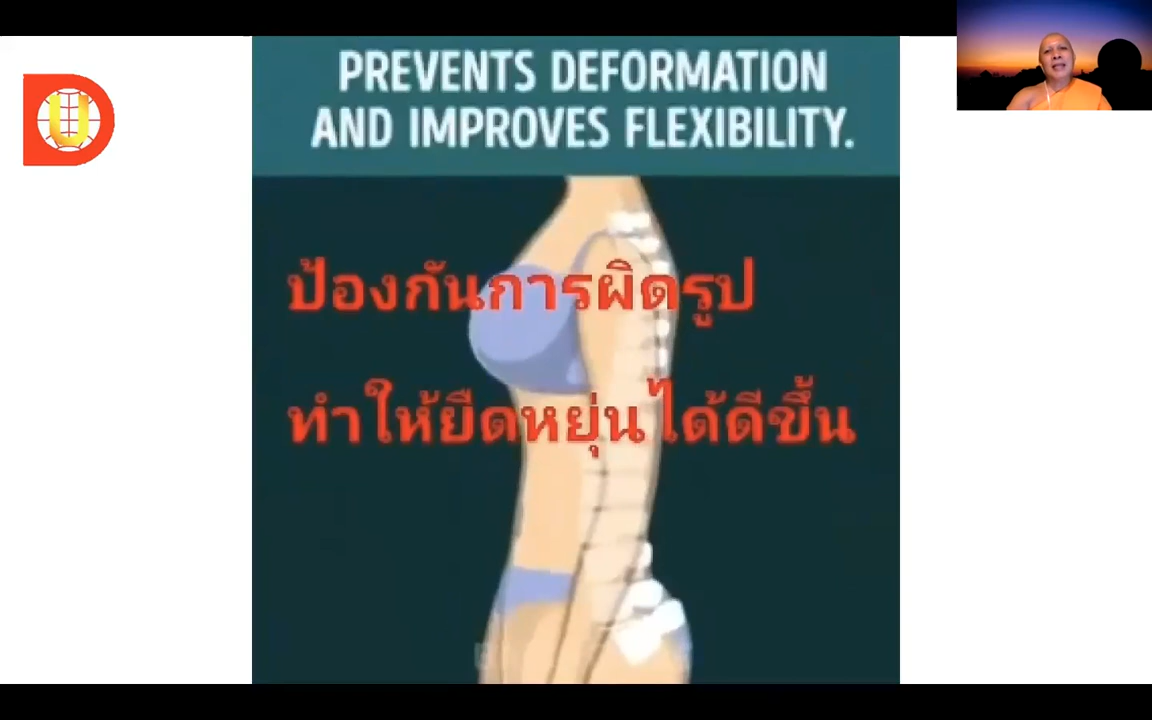 PREVENTS DEFORMATION
AND IMPROVES FLEXIBILITY.
ป้องกันการผิดรูป
ทำให้ยืดหยุ่นได้ดีขึ้น
U